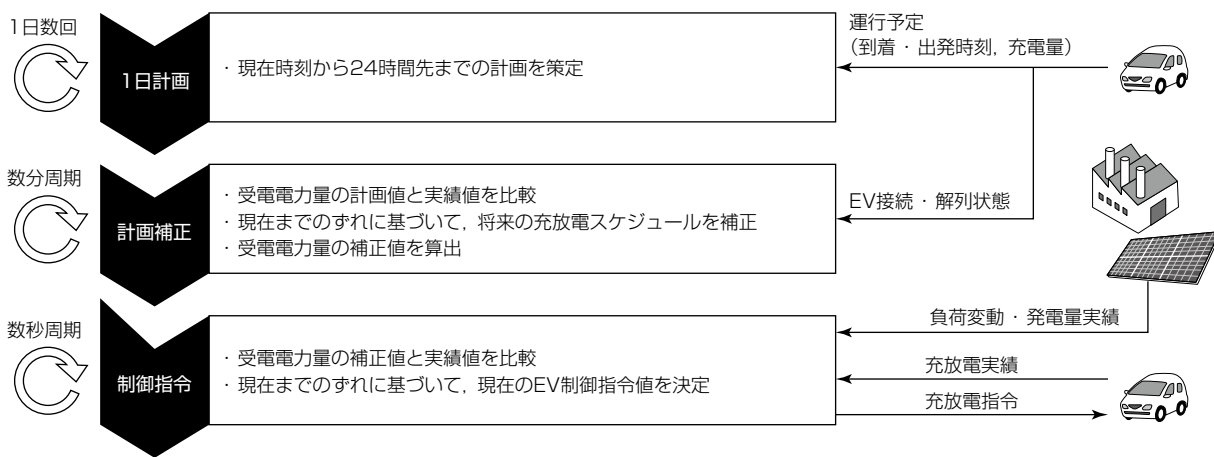 1日数回
1日計画
・現在時刻から24時間先までの計画を策定
運行予定
(到着・出発時刻，充電量)
数分周期
計画補正
・受電電力量の計画値と実績値を比較
・現在までのずれに基づいて，将来の充放電スケジュールを補正
・受電電力量の補正値を算出
EV接続・解列状態
数秒周期
制御指令
・受電電力量の補正値と実績値を比較
・現在までのずれに基づいて，現在のEV制御指令値を決定
負荷変動・発電量実績
充放電実績
充放電指令